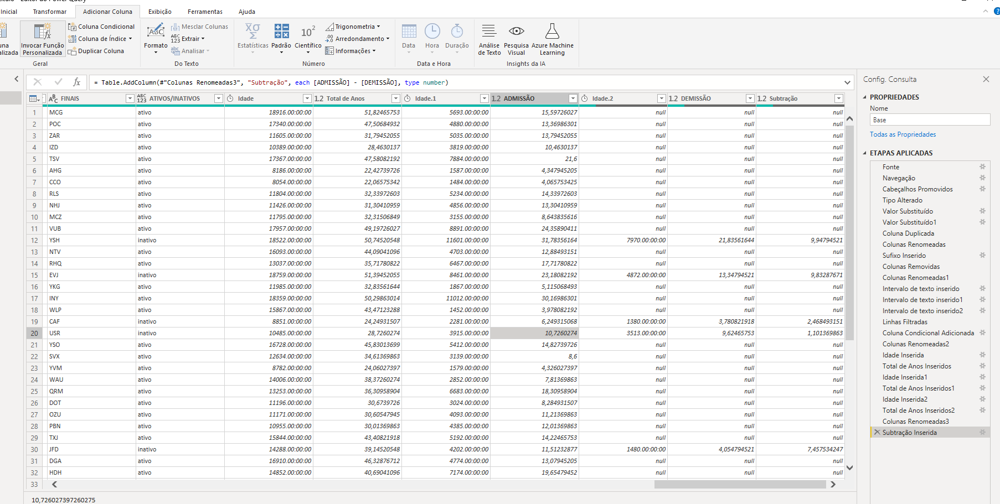 título - Editor do Power Query
Inicial Transformar Adicionar Coluna Exibição Ferramentas Ajuda
Invocar Função Personalizada
Coluna Condicional
Coluna de Índice
Duplicar Coluna
Geral
Formato
Mesclar Colunas
Extrair
Analisar
Do Texto
Estatísticas
Padrão
Científico
Trigonometria
Arredondamento
Informações
Número
Data
Hora
Duração
Data e Hora
Análise de Texto
Pesquisa Visual
Azure Machine Learning
Insights da IA
= Table.AddColumn(#"Colunas Renomeadas3", "Subtração", each [ADMISSÃO] - [DEMISSÃO], type number)
FINAIS ATIVOS/INATIVOS Idade 1.2 Total de Anos Idade.1 1.2 ADMISSÃO Idade.2 1.2 DEMISSÃO 1.2 Subtração
1 MCG ativo 18916.00:00:00 51,82465753 5693.00:00:00 15,59726027 null null null
2 POC ativo 17340.00:00:00 47,50684932 4880.00:00:00 13,36986301 null null null
3 ZAR ativo 11605.00:00:00 31,79452055 5035.00:00:00 13,79452055 null null null
4 IZD ativo 10389.00:00:00 28,4630137 3819.00:00:00 10,4630137 null null null
5 TSV ativo 17367.00:00:00 47,58082192 7884.00:00:00 21,6 null null null
6 AHG ativo 8186.00:00:00 22,42739726 1587.00:00:00 4,347945205 null null null
7 CCO ativo 8054.00:00:00 22,06575342 1484.00:00:00 4,065753425 null null null
8 RLS ativo 11804.00:00:00 32,33972603 5234.00:00:00 14,33972603 null null null
9 NHJ ativo 11426.00:00:00 31,30410959 4856.00:00:00 13,30410959 null null null
10 MCZ ativo 11795.00:00:00 32,31506849 3155.00:00:00 8,643835616 null null null
11 VUB ativo 17957.00:00:00 49,19726027 8891.00:00:00 24,35890411 null null null
12 YSH inativo 18522.00:00:00 50,74520548 11601.00:00:00 31,78356164 7970.00:00:00 21,83561644 9,94794521
13 NTV ativo 16093.00:00:00 44,09041096 4703.00:00:00 12,88493151 null null null
14 RHQ ativo 13037.00:00:00 35,71780822 6467.00:00:00 17,71780822 null null null
15 EVJ inativo 18759.00:00:00 51,39452055 8461.00:00:00 23,18082192 4872.00:00:00 13,34794521 9,83287671
16 YKG ativo 11985.00:00:00 32,83561644 1867.00:00:00 5,115068493 null null null
17 INY ativo 18359.00:00:00 50,29863014 11012.00:00:00 30,16986301 null null null
18 WLP ativo 15867.00:00:00 43,47123288 1452.00:00:00 3,978082192 null null null
19 CAF inativo 8851.00:00:00 24,24931507 2281.00:00:00 6,249315068 1380.00:00:00 3,780821918 2,468493151
20 USR inativo 10485.00:00:00 28,7260274 3915.00:00:00 10,7260274 3513.00:00:00 9,62465753 1,101369863
21 YSO ativo 16728.00:00:00 45,83013699 5412.00:00:00 14,82739726 null null null
22 SVX ativo 12634.00:00:00 34,61369863 3139.00:00:00 8,6 null null null
23 YVM ativo 8782.00:00:00 24,06027397 1579.00:00:00 4,326027397 null null null
24 WAU ativo 14006.00:00:00 38,37260274 2852.00:00:00 7,81369863 null null null
25 QRM ativo 13253.00:00:00 36,30958904 6683.00:00:00 18,30958904 null null null
26 DOT ativo 11196.00:00:00 30,6739726 3024.00:00:00 8,284931507 null null null
27 OZU ativo 11171.00:00:00 30,60547945 4093.00:00:00 11,21369863 null null null
28 PBN ativo 10955.00:00:00 30,01369863 4385.00:00:00 12,01369863 null null null
29 TXJ ativo 15844.00:00:00 43,40821918 5192.00:00:00 14,22465753 null null null
30 JFD inativo 14288.00:00:00 39,14520548 4202.00:00:00 11,51232877 1480.00:00:00 4,054794521 7,457534247
31 DGA ativo 16910.00:00:00 46,32876712 4774.00:00:00 13,07945205 null null null
32 HDH ativo 14852.00:00:00 40,69041096 7174.00:00:00 19,65479452 null null null
33
10,726027397260275
Config. Consulta
PROPRIEDADES
Nome
Base
Todas as Propriedades
ETAPAS APLICADAS
Fonte
Navegação
Cabeçalhos Promovidos
Tipo Alterado
Valor Substituído
Valor Substituído1
Coluna Duplicada
Colunas Renomeadas
Sufixo Inserido
Colunas Removidas
Colunas Renomeadas1
Intervalo de texto inserido
Intervalo de texto inserido1
Intervalo de texto inserido2
Linhas Filtradas
Coluna Condicional Adicionada
Colunas Renomeadas2
Idade Inserida
Total de Anos Inseridos
Idade Inserida1
Total de Anos Inseridos1
Idade Inserida2
Total de Anos Inseridos2
Colunas Renomeadas3
Subtração Inserida